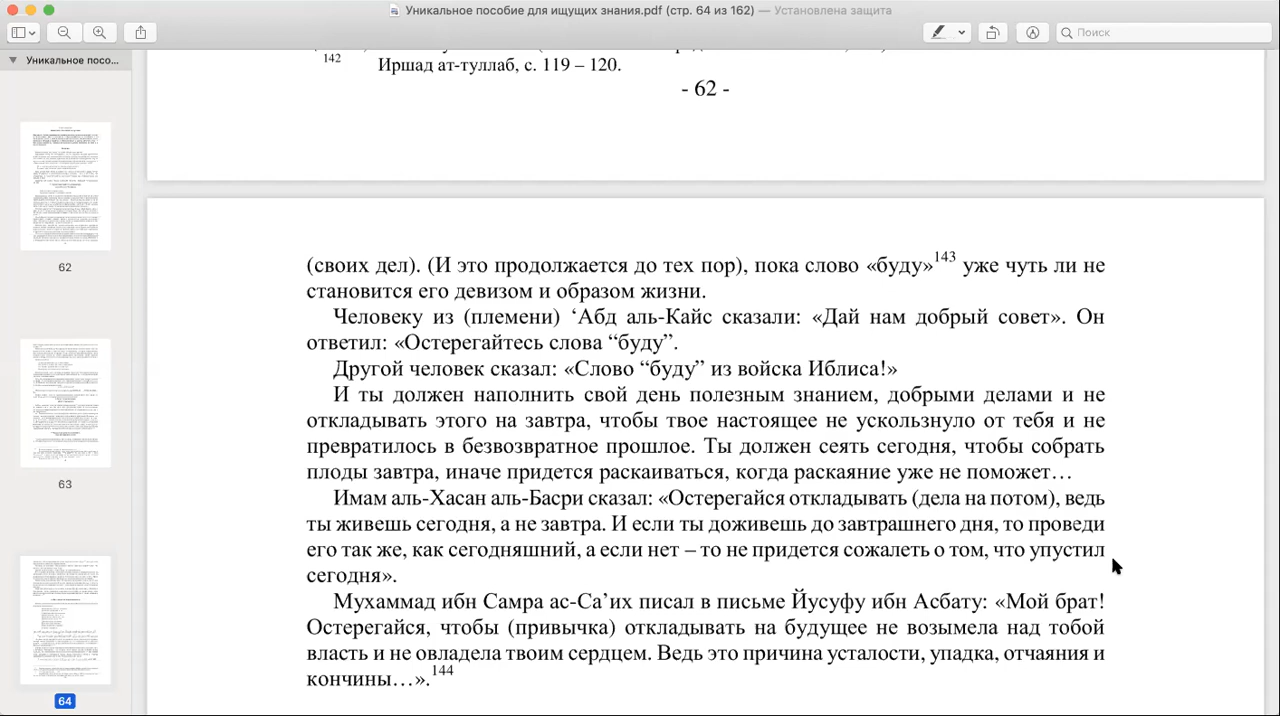 Уникальное пособие для ищущих знания.pdf (стр. 64 из 162) — Установлена защита
Поиск
Уникальное посо...
142 Иршад ат-туллаб, с. 119 – 120.
- 62 -
(своих дел). (И это продолжается до тех пор), пока слово «буду»143 уже чуть ли не
становится его девизом и образом жизни.
Человеку из (племени) ‘Абд аль-Кайс сказали: «Дай нам добрый совет». Он
ответил: «Остерегайтесь слова “буду”.
Другой человек сказал: «Слово “буду” из войска Иблиса!»
И ты должен наполнить свой день полезным знанием, добрыми делами и не
откладывать этого на завтра, чтобы твое настоящее не ускользнуло от тебя и не
превратилось в безвозвратное прошлое. Ты должен сеять сегодня, чтобы собрать
плоды завтра, иначе придется раскаиваться, когда раскаяние уже не поможет…
Имам аль-Хасан аль-Басри сказал: «Остерегайся откладывать (дела на потом), ведь
ты живешь сегодня, а не завтра. И если ты доживешь до завтрашнего дня, то проведи
его так же, как сегодняшний, а если нет – то не придется сожалеть о том, что упустил
сегодня».
Мухаммад ибн Самра ас-Са’их писал в письме Йусуфу ибн Асбату: «Мой брат!
Остерегайся, чтобы (привычка) откладывать на будущее не возымела над тобой
власть и не овладела твоим сердцем. Ведь это причина усталости, упадка, отчаяния и
кончины…».144
62
63
64